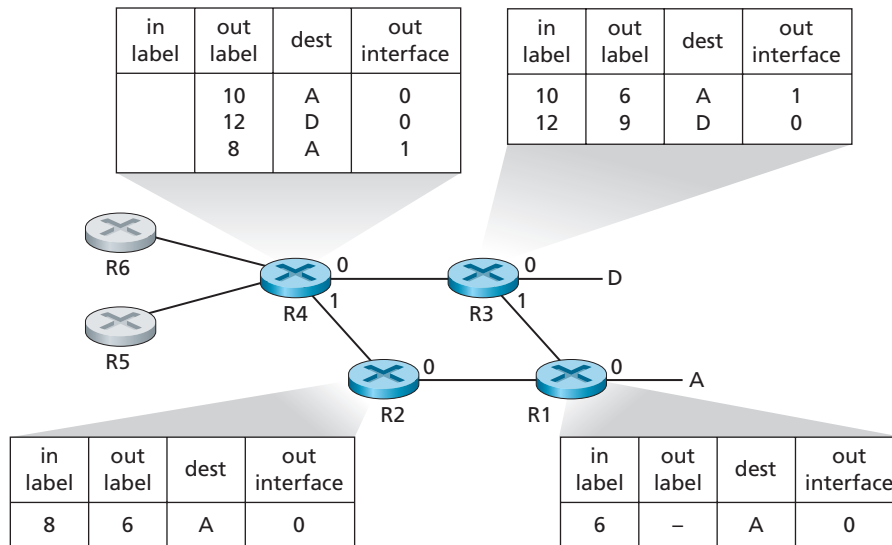 in label out label dest out interface
10 A 0
12 D 0
8 A 1
in label out label dest out interface
10 6 A 1
12 9 D 0
R6
R5
R4
0
1
R3
0
1
D
R2
0
R1
0
A
in label out label dest out interface
8 6 A 0
in label out label dest out interface
6 – A 0